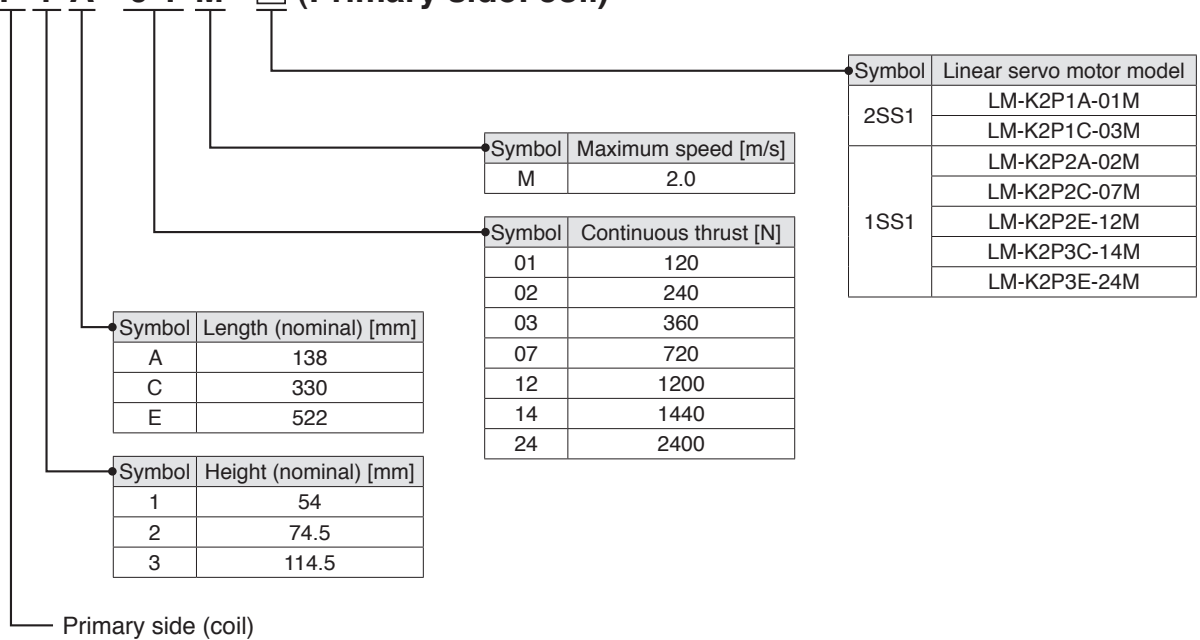 (Primary side: coil)
Symbol Linear servo motor model
2SS1 LM-K2P1A-01M
LM-K2P1C-03M
1SS1 LM-K2P2A-02M
LM-K2P2C-07M
LM-K2P2E-12M
LM-K2P3C-14M
LM-K2P3E-24M
Symbol Maximum speed [m/s]
M 2.0
Symbol Continuous thrust [N]
01 120
02 240
03 360
07 720
12 1200
14 1440
24 2400
Symbol Length (nominal) [mm]
A 138
C 330
E 522
Symbol Height (nominal) [mm]
1 54
2 74.5
3 114.5
Primary side (coil)